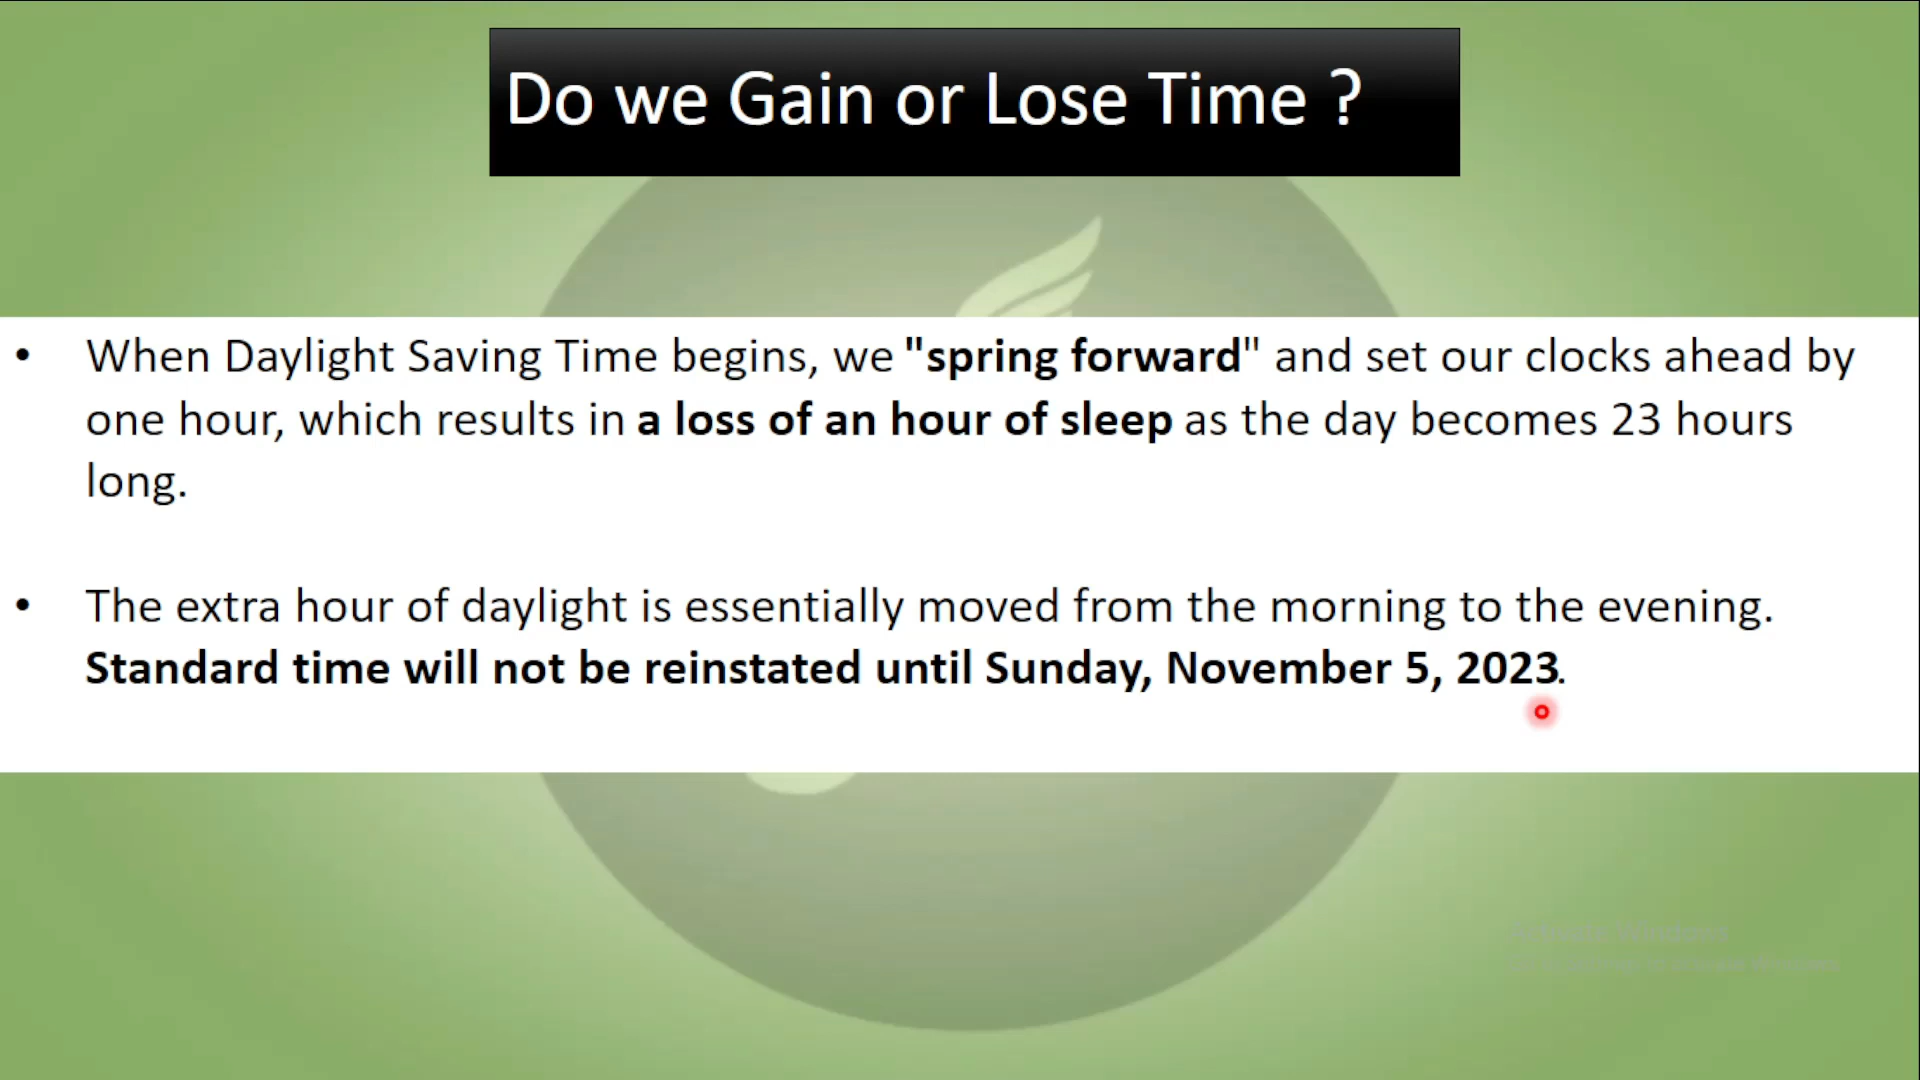 Do we Gain or Lose Time ?
• When Daylight Saving Time begins, we "spring forward" and set our clocks ahead by
one hour, which results in a loss of an hour of sleep as the day becomes 23 hours
long.
• The extra hour of daylight is essentially moved from the morning to the evening.
Standard time will not be reinstated until Sunday, November 5, 2023.
Activate Windows